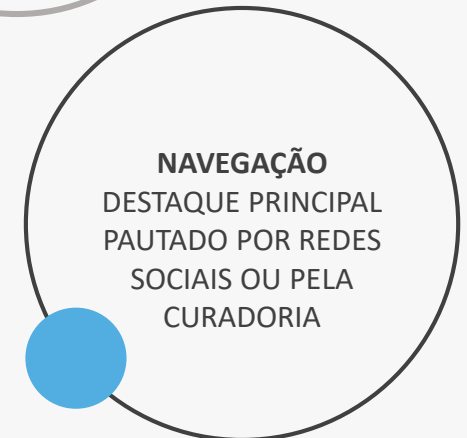 NAVEGAÇÃO
DESTAQUE PRINCIPAL
PAUTADO POR REDES
SOCIAIS OU PELA
CURADORIA